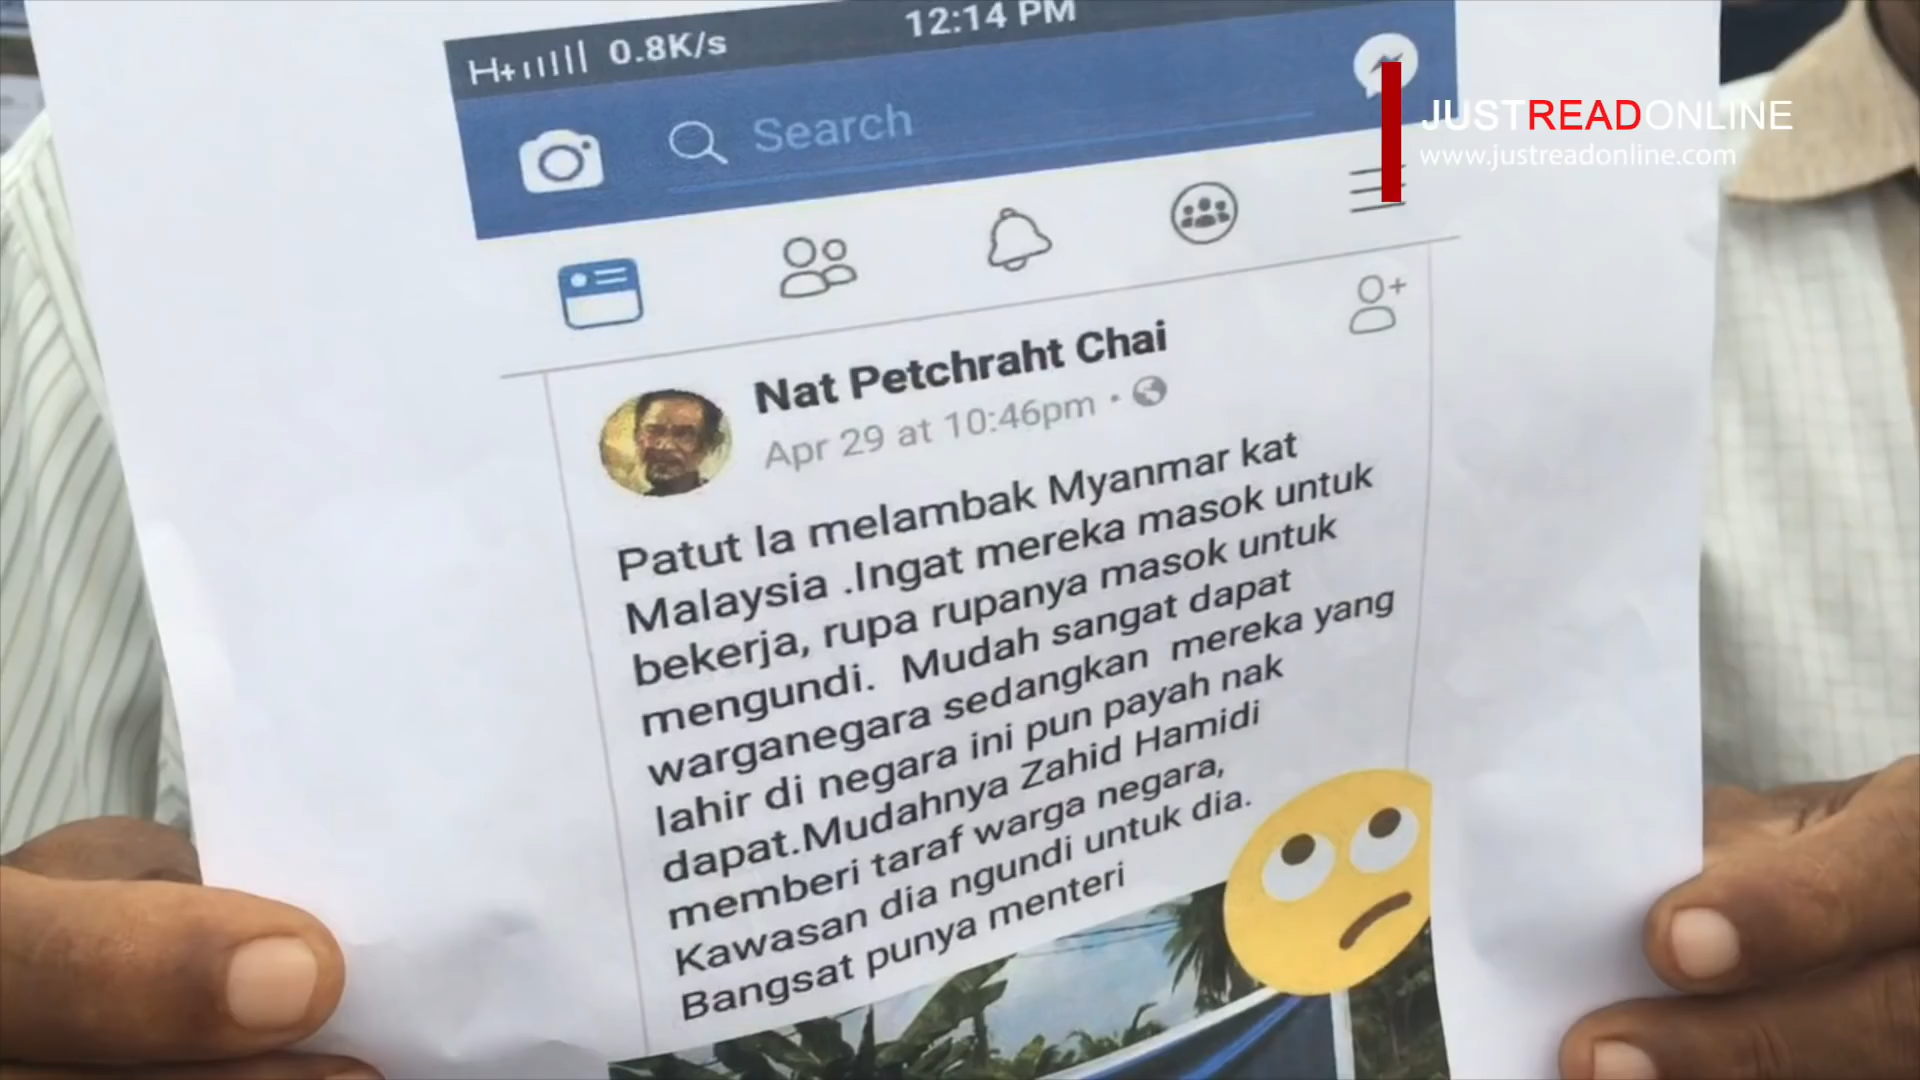 H+ 0.8K/s 12:14 PM
Search
JUSTREADONLINE
www.justreadonline.com
Nat Petchraht Chai
Apr 29 at 10:46pm •
Patut la melambak Myanmar kat
Malaysia .Ingat mereka masok untuk
bekerja, rupa rupanya masok untuk
mengundi. Mudah sangat dapat
warganegara sedangkan mereka yang
lahir di negara ini pun payah nak
dapat.Mudahnya Zahid Hamidi
memberi taraf warga negara,
Kawasan dia ngundi untuk dia.
Bangsat punya menteri